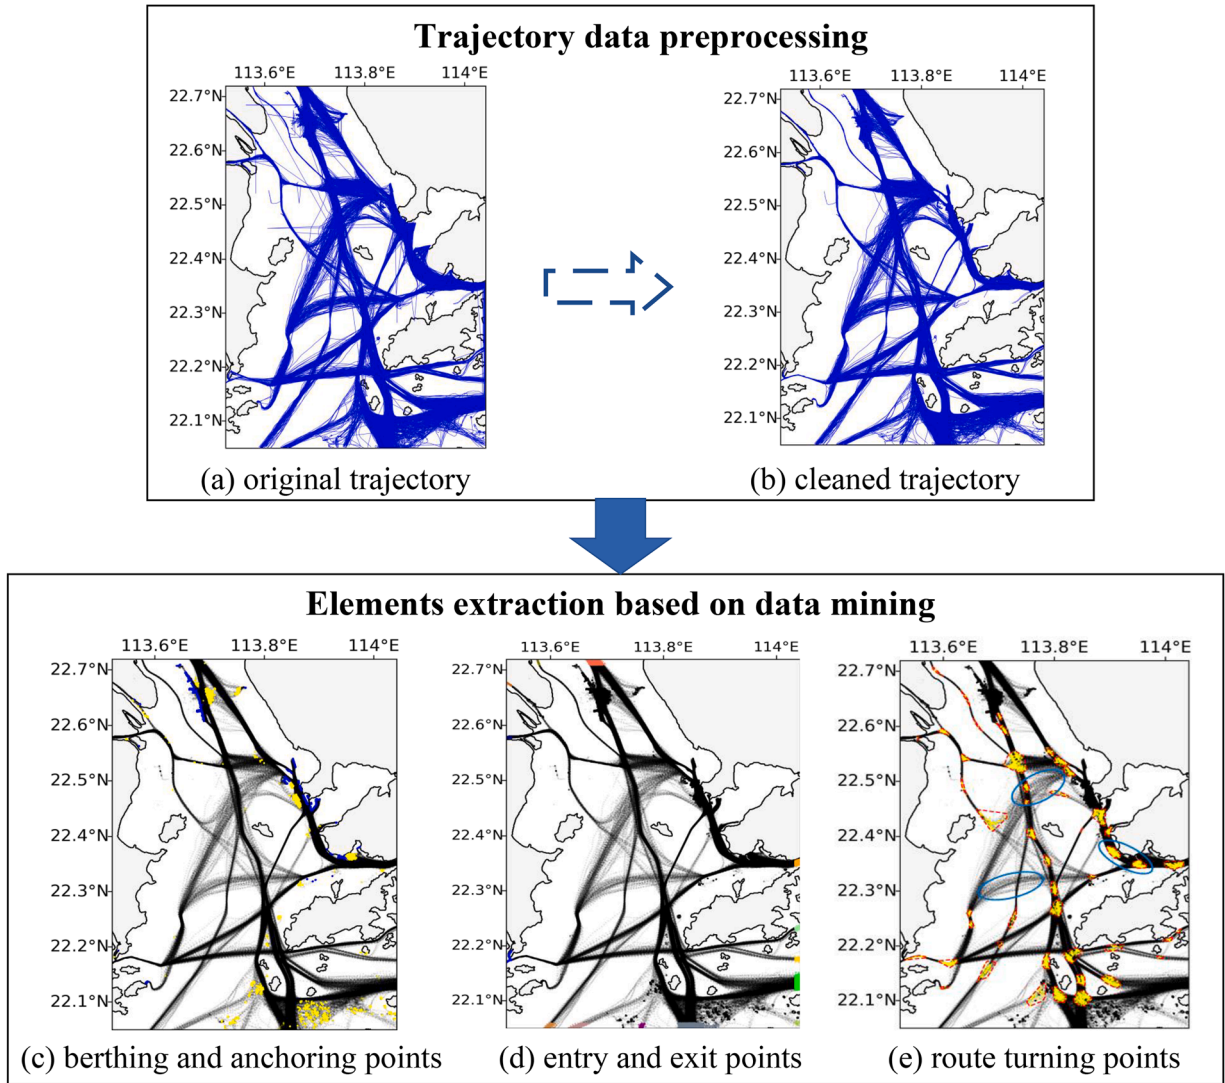 Trajectory data preprocessing
113.6°E 113.8°E 114°E
113.6°E 113.8°E 114°E
22.7°N
22.6°N
22.5°N
22.4°N
22.3°N
22.2°N
22.1°N
22.7°N
22.6°N
22.5°N
22.4°N
22.3°N
22.2°N
22.1°N
(a) original trajectory
(b) cleaned trajectory
Elements extraction based on data mining
113.6°E 113.8°E 114°E
113.6°E 113.8°E 114°E
113.6°E 113.8°E 114°E
22.7°N
22.6°N
22.5°N
22.4°N
22.3°N
22.2°N
22.1°N
22.7°N
22.6°N
22.5°N
22.4°N
22.3°N
22.2°N
22.1°N
22.7°N
22.6°N
22.5°N
22.4°N
22.3°N
22.2°N
22.1°N
(c) berthing and anchoring points
(d) entry and exit points
(e) route turning points